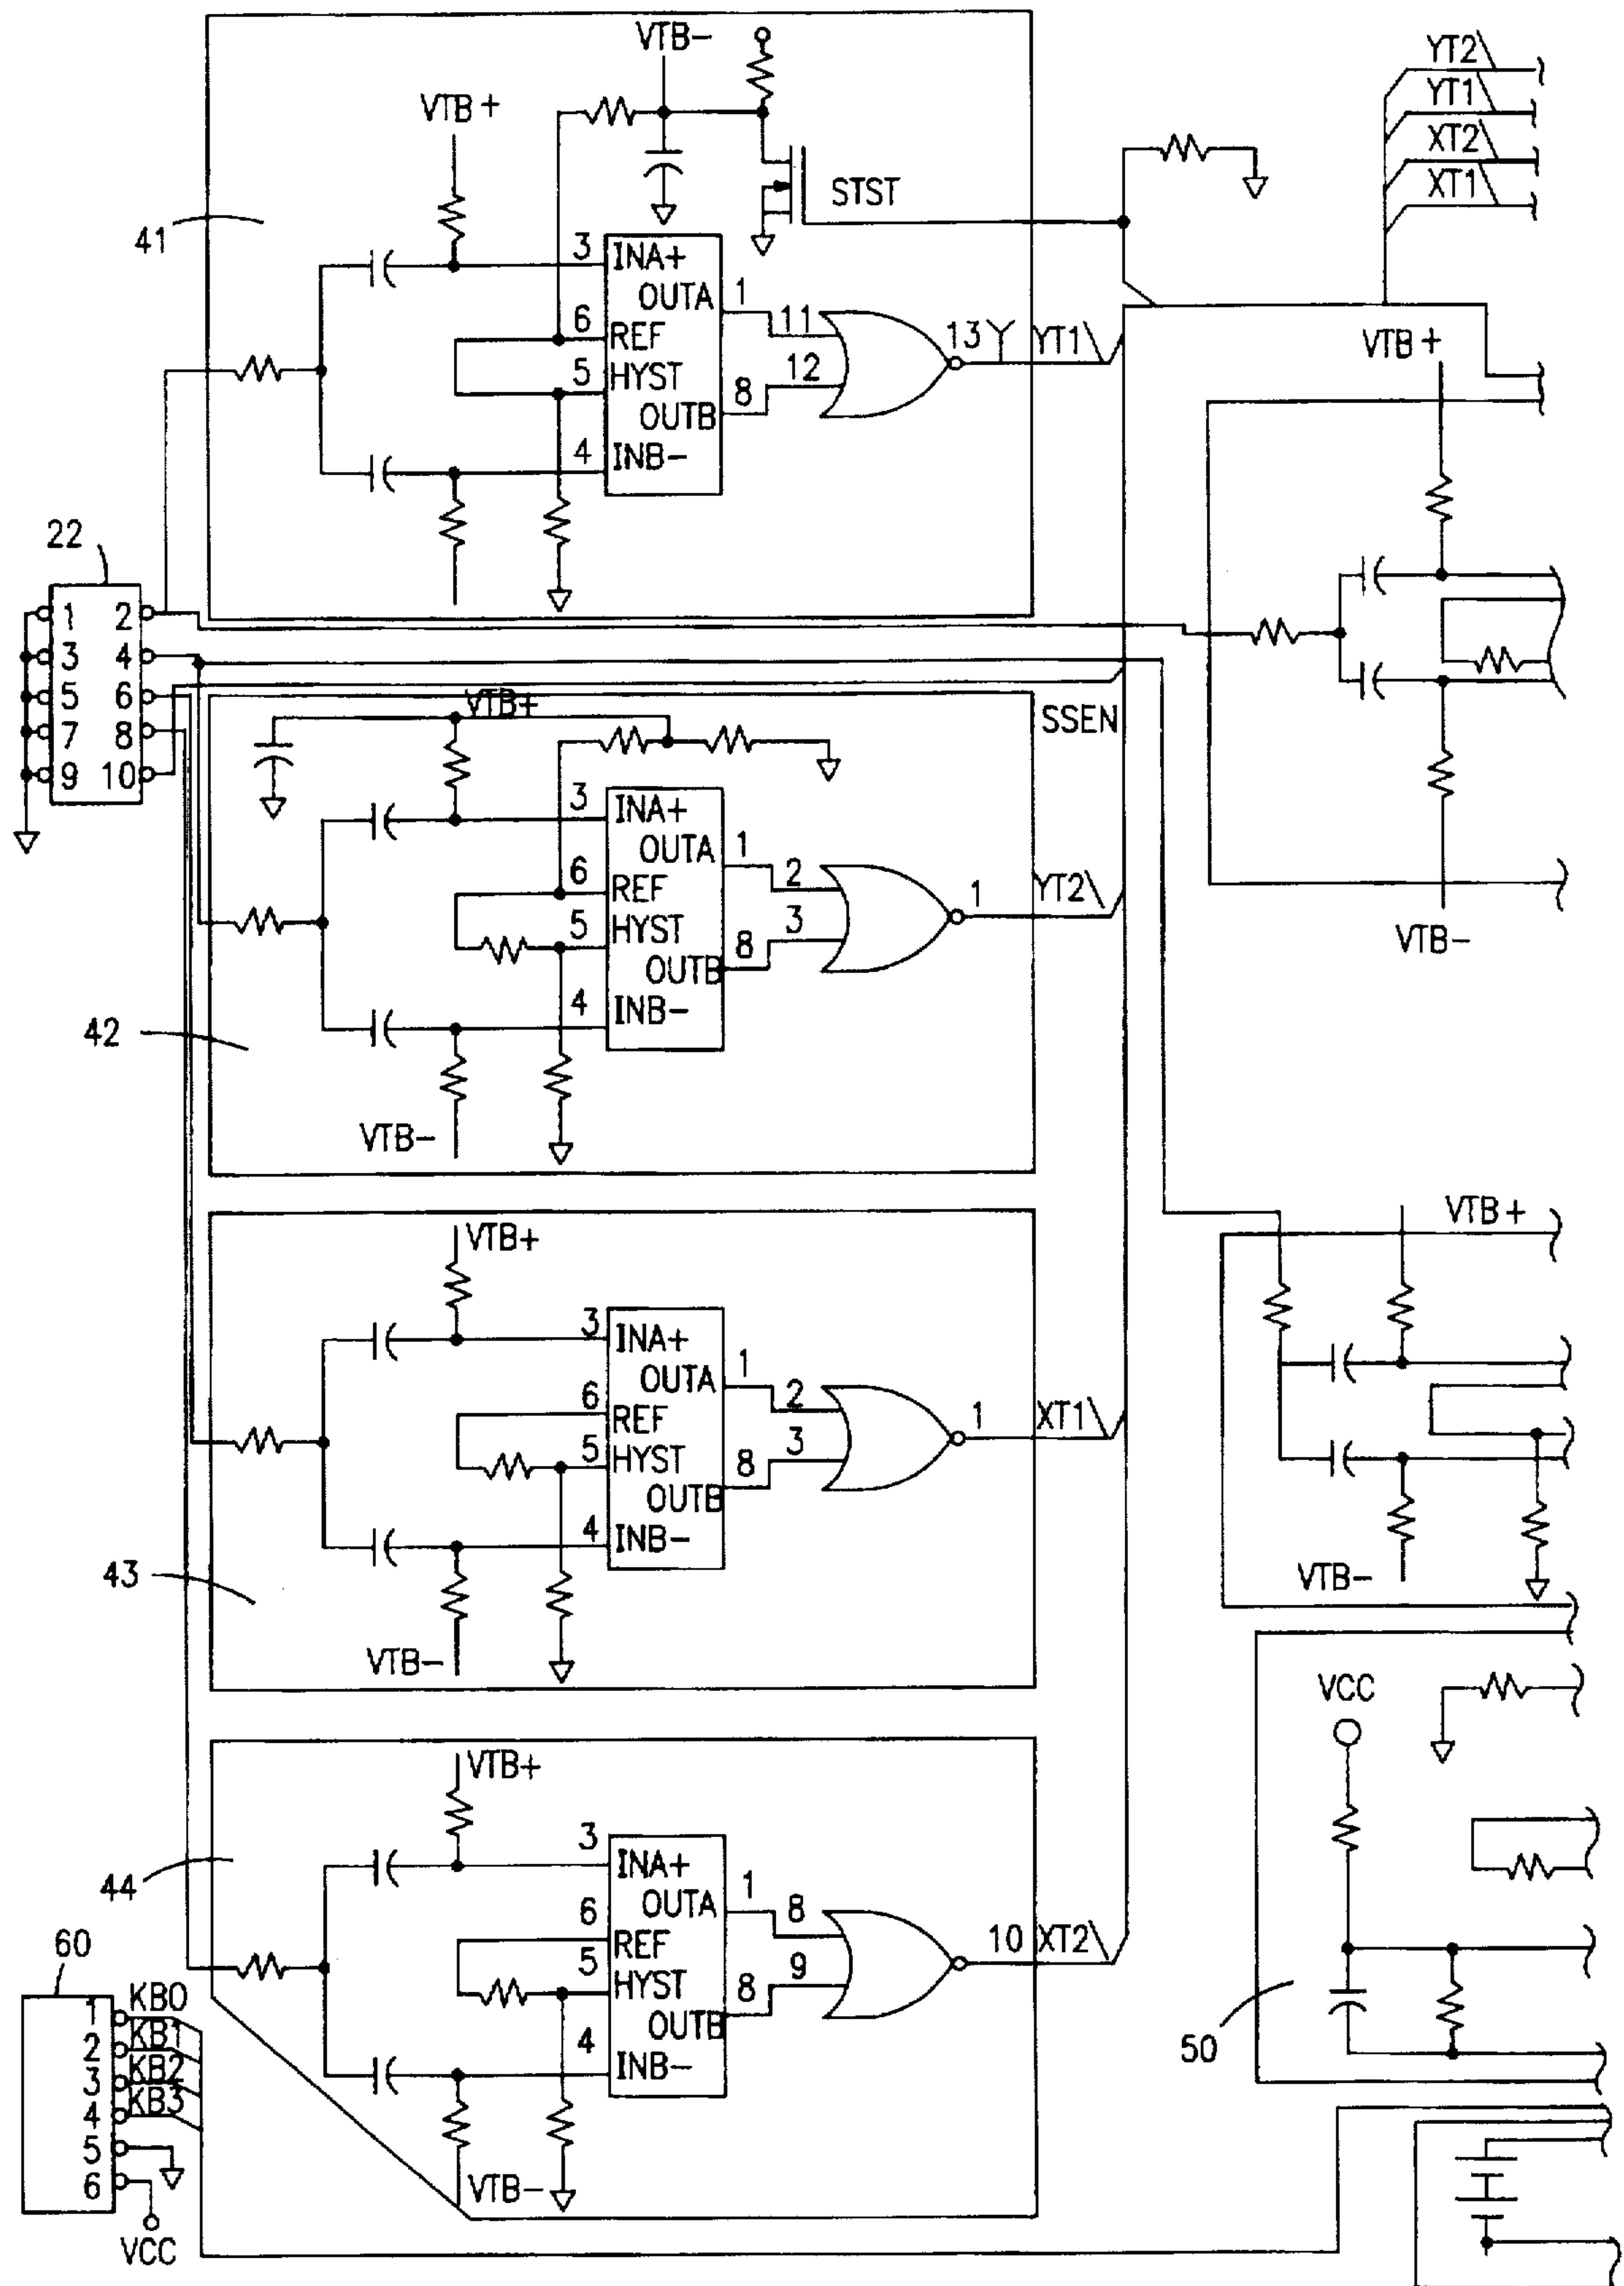 VTB-
YT2
YT1
XT2
XT1
VTB+
STST
41
3 INA+
OUTA 1
11
6 REF
13 Y YT1
5 HYST
12
OUTB 8
4 INB-
VTB+
22
1 2
3 4
5 6
7 8
9 10
VTB+
SSEN
3 INA+
OUTA 1
2
6 REF
1 YT2
5 HYST
3
OUTB 8
4 INB-
VTB-
42
VTB-
VTB+
VTB+
3 INA+
OUTA 1
2
6 REF
1 XT1
5 HYST
3
OUTB 8
4 INB-
43
VTB-
VTB-
VCC
VTB+
44
3 INA+
OUTA 1
8
6 REF
10 XT2
5 HYST
9
OUTB 8
4 INB-
VTB-
50
60
1 KB0
2 KB1
3 KB2
4 KB3
5
6
VCC